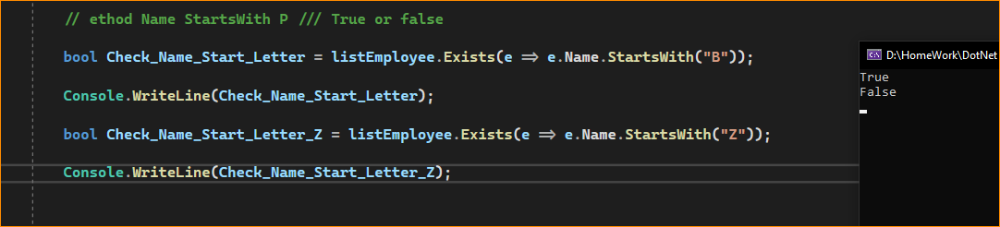 // ethod Name StartsWith P /// True or false
bool Check_Name_Start_Letter = listEmployee.Exists(e => e.Name.StartsWith("B"));
Console.WriteLine(Check_Name_Start_Letter);
bool Check_Name_Start_Letter_Z = listEmployee.Exists(e => e.Name.StartsWith("Z"));
Console.WriteLine(Check_Name_Start_Letter_Z);
D:\HomeWork\DotNet
True
False